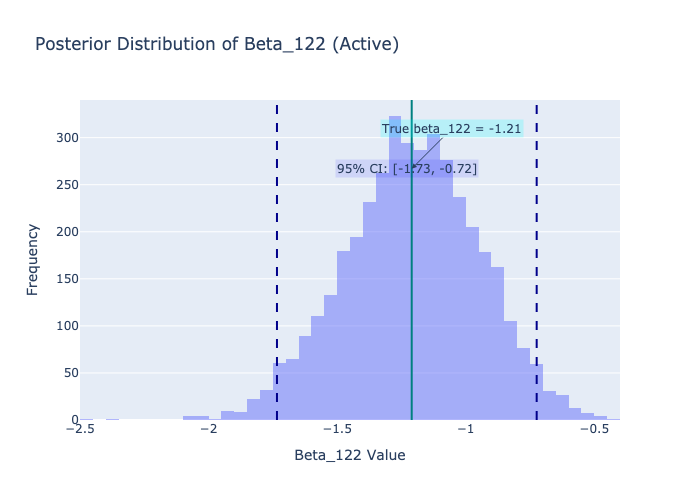 Posterior Distribution of Beta_122 (Active)
True beta_122 = -1.21
95% CI: [-1.73, -0.72]
300
250
200
150
100
50
0
Frequency
−2.5
−2
−1.5
−1
−0.5
Beta_122 Value